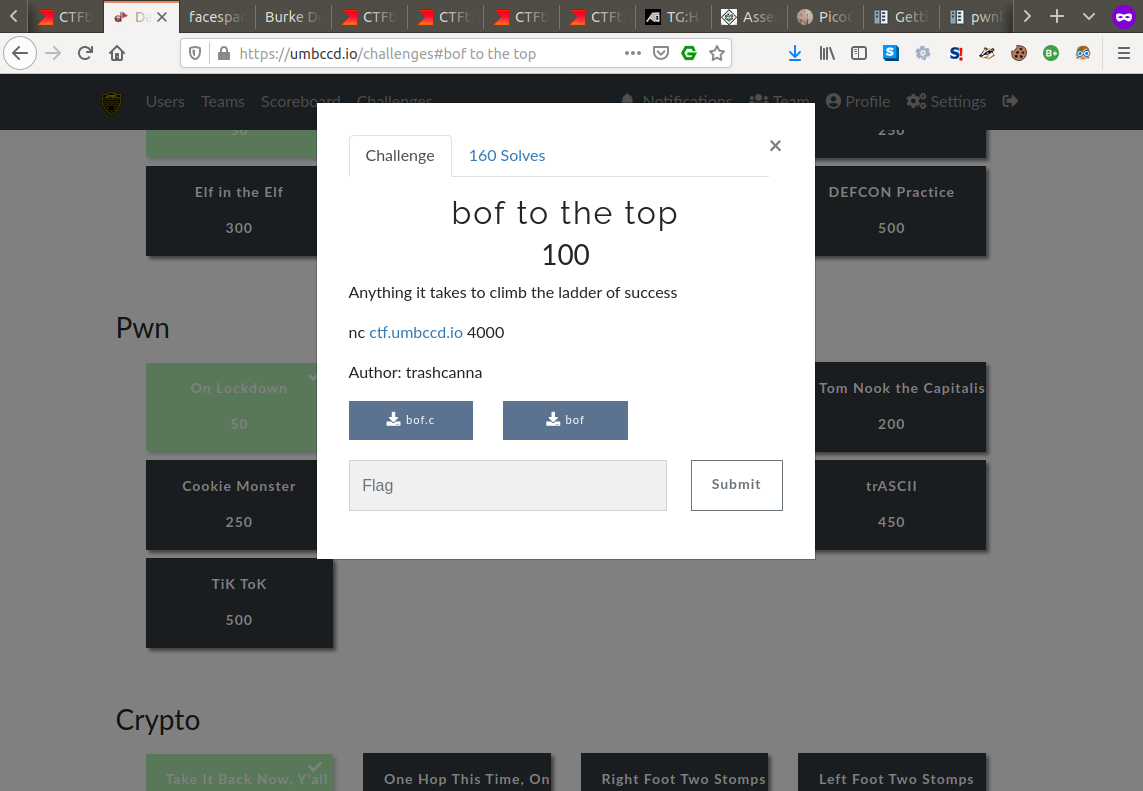 CTFt
Da
facespac
Burke D
CTFt
CTFt
CTFt
CTFt
TG:H
Asse
PicoC
Getti
pwnl
https://umbccd.io/challenges#bof to the top
Users Teams Scoreboard Challenges Notifications Team Profile Settings
50
250
Elf in the Elf
300
DEFCON Practice
500
Challenge
160 Solves
bof to the top
100
Anything it takes to climb the ladder of success
nc ctf.umbccd.io 4000
Author: trashcanna
bof.c
bof
Flag
Submit
Pwn
On Lockdown
50
Tom Nook the Capitalis
200
Cookie Monster
250
trASCII
450
TiK ToK
500
Crypto
Take It Back Now, Y'all
One Hop This Time, On
Right Foot Two Stomps
Left Foot Two Stomps